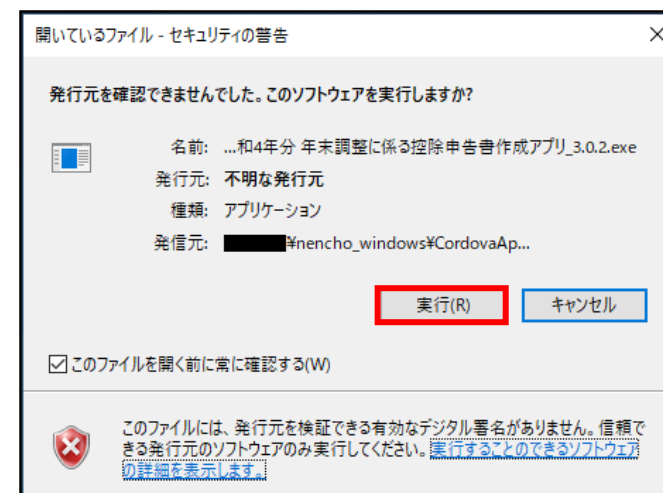 開いているファイル - セキュリティの警告
発行元を確認できませんでした。このソフトウェアを実行しますか?
名前: ...和4年分 年末調整に係る控除申告書作成アプリ_3.0.2.exe
発行元: 不明な発行元
種類: アプリケーション
発信元: ¥nencho_windows¥CordovaAp...
実行(R) キャンセル
このファイルを開く前に常に確認する(W)
このファイルには、発行元を検証できる有効なデジタル署名がありません。信頼で
きる発行元のソフトウェアのみ実行してください。実行することのできるソフトウェア
の詳細を表示します。